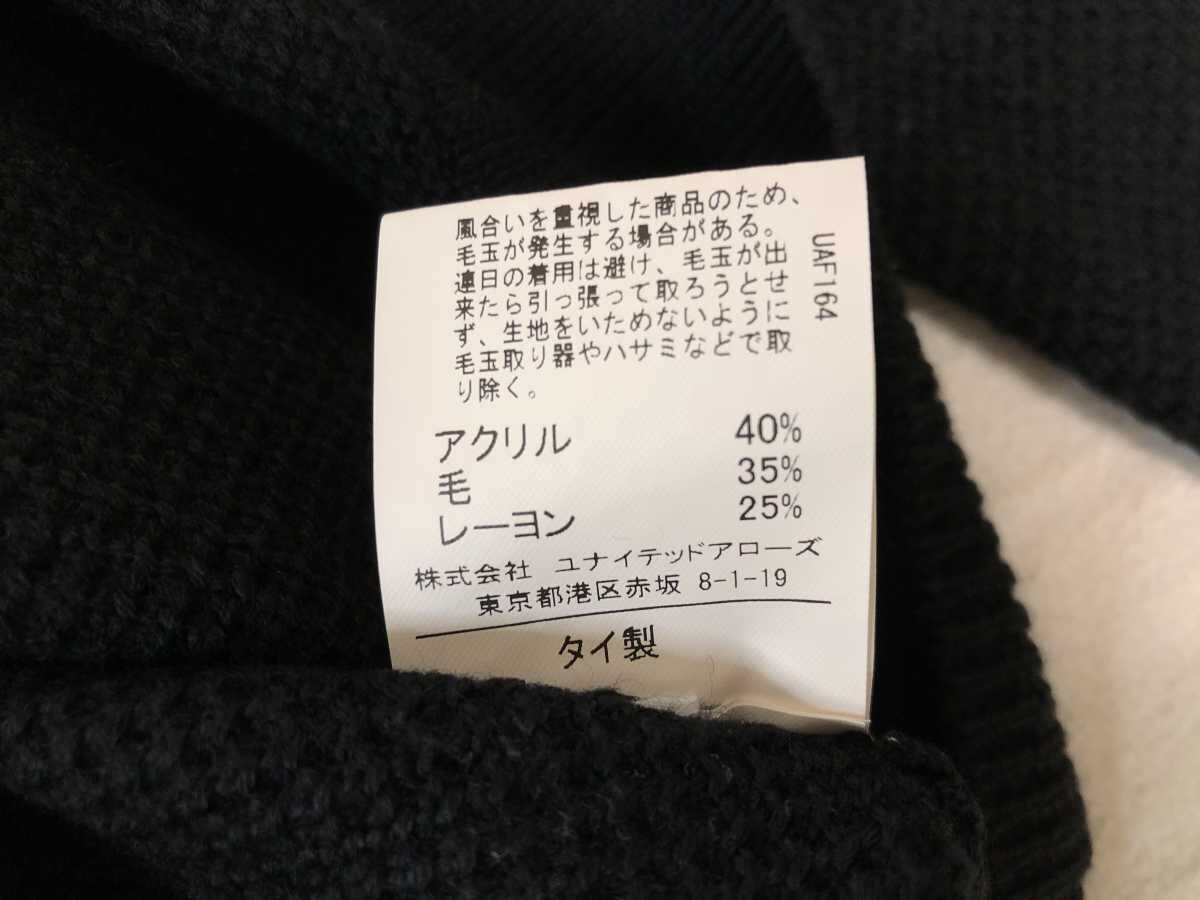 風合いを重視した商品のため、
毛玉が発生する場合がある。
連日の着用は避け、毛玉が出
来たら引っ張って取ろうとせ
ず、生地をいためないように
毛玉取り器やハサミなどで取
り除く。
UAF164
アクリル 40%
毛 35%
レーヨン 25%
株式会社 ユナイテッドアローズ
東京都港区赤坂 8-1-19
タイ製